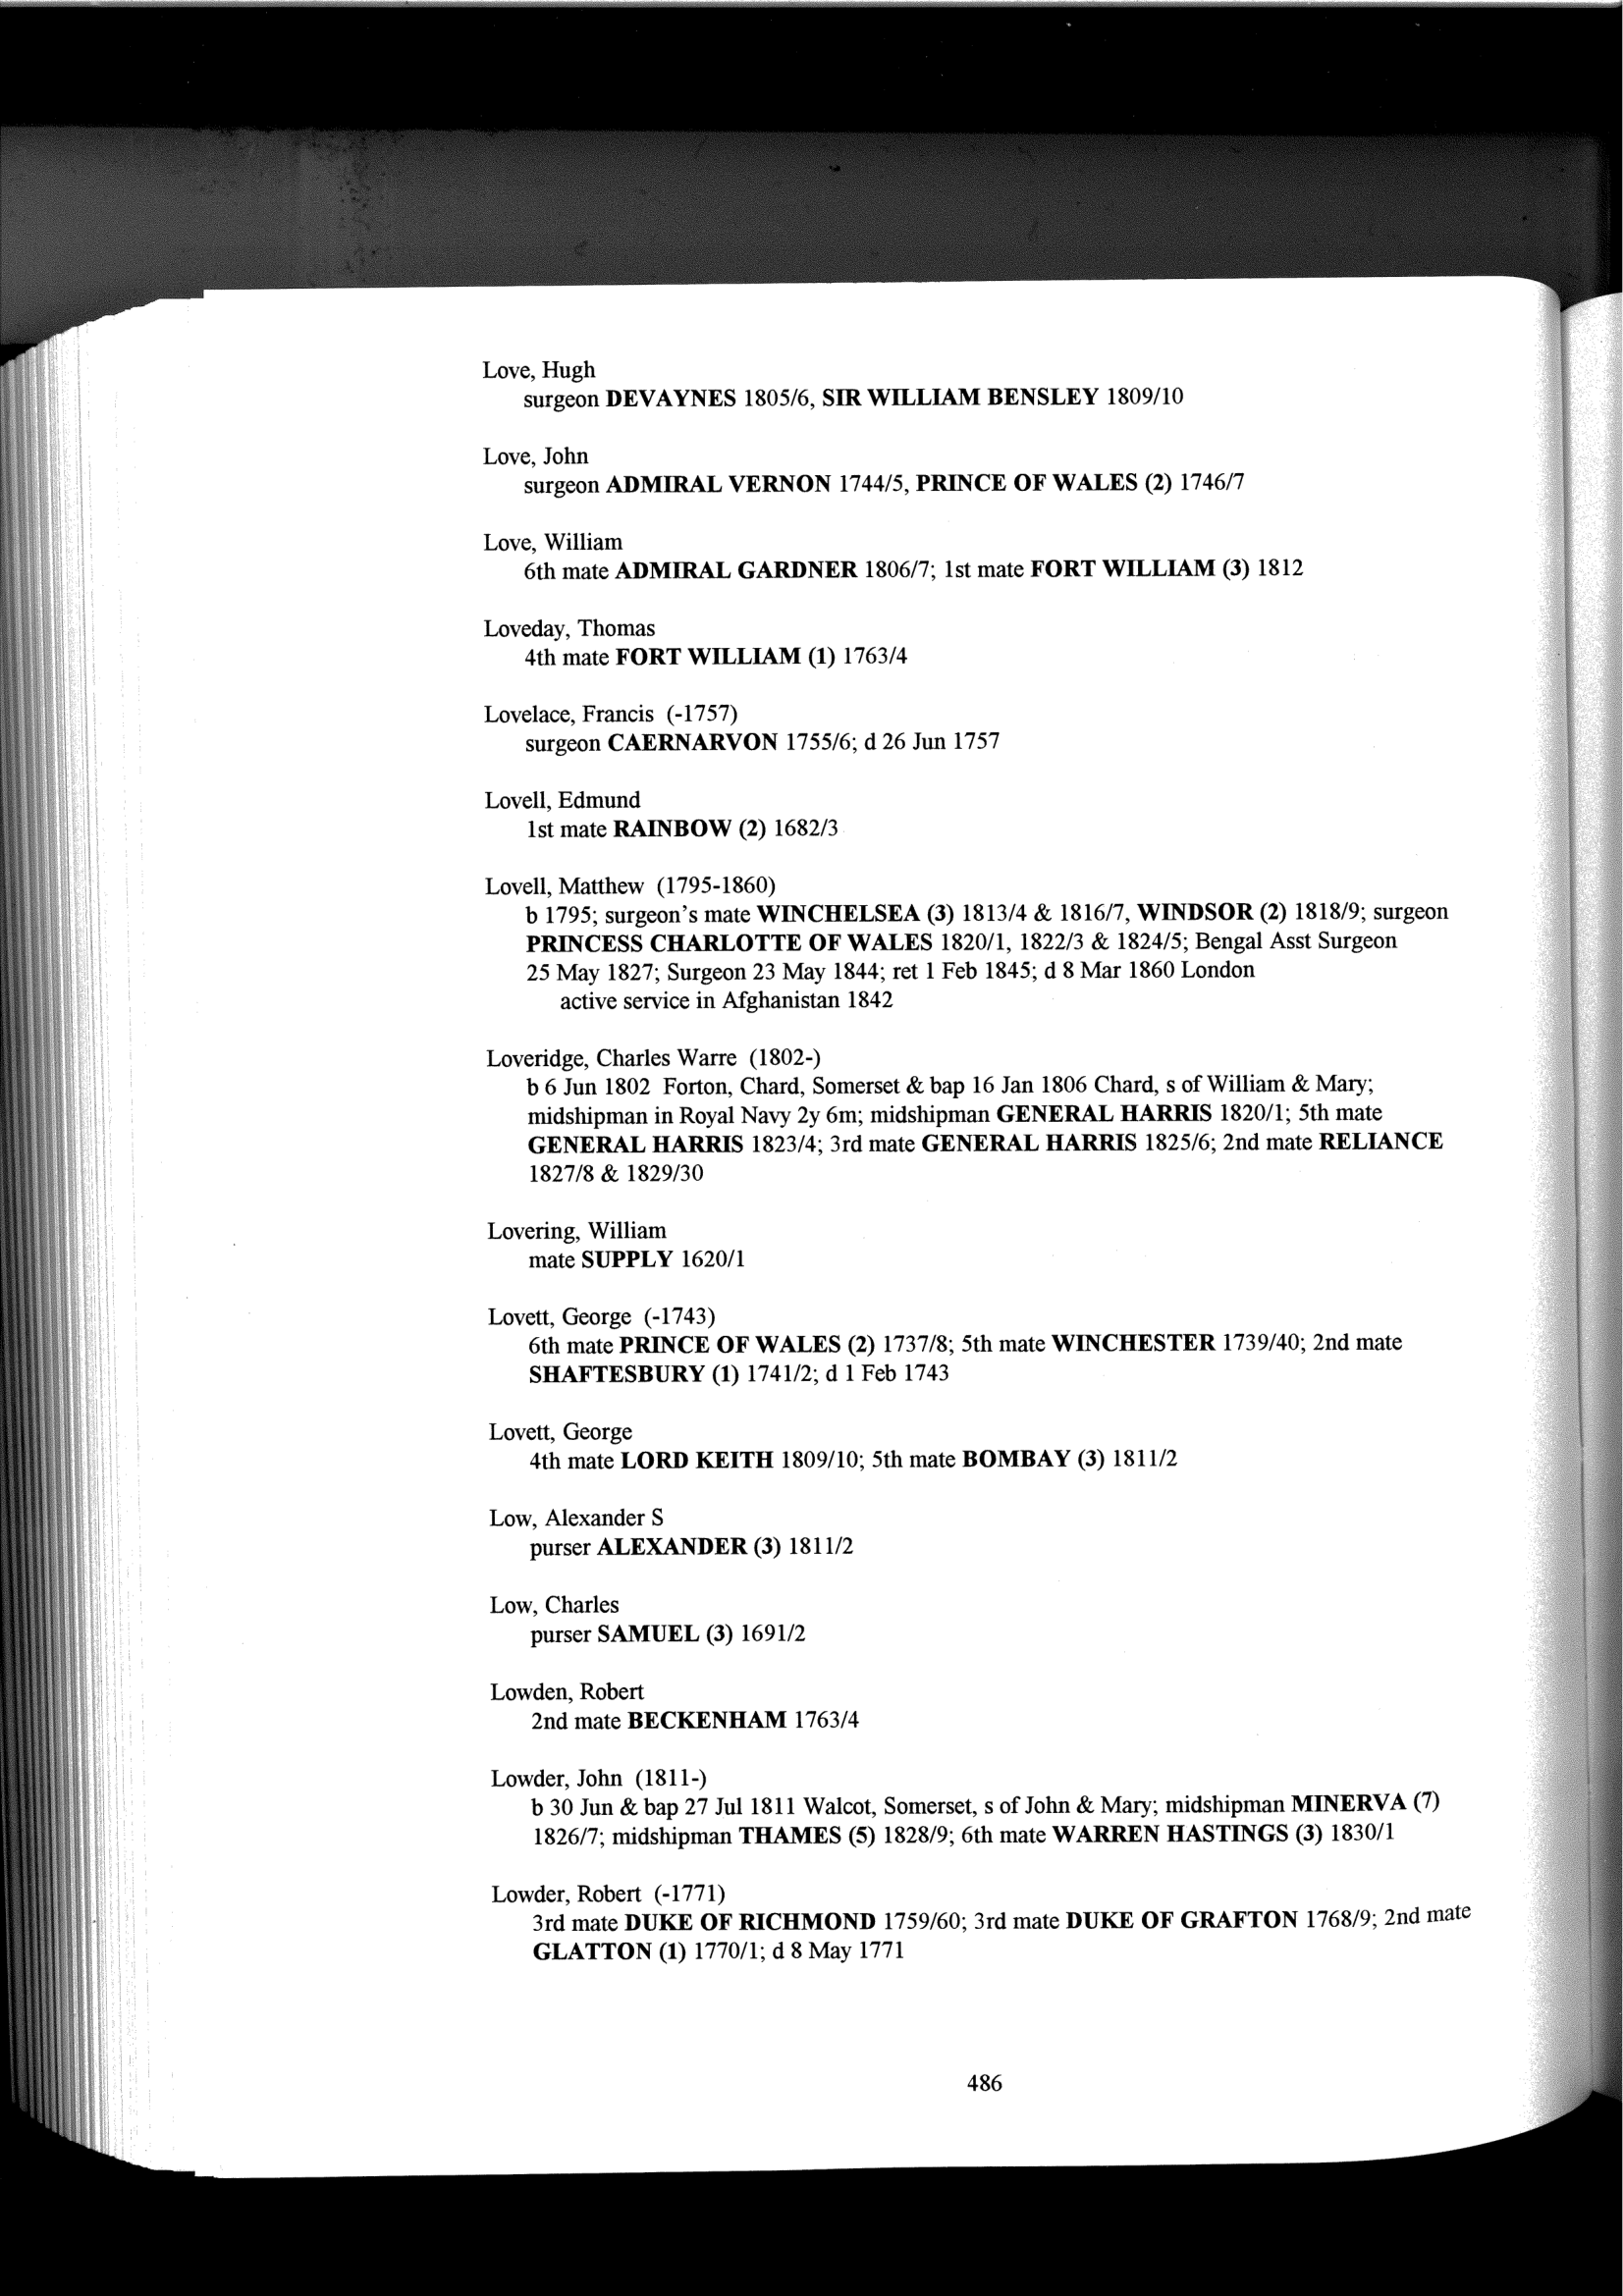 Love, Hugh
surgeon DEVAYNES 1805/6, SIR WILLIAM BENSLEY 1809/10
Love, John
surgeon ADMIRAL VERNON 1744/5, PRINCE OF WALES (2) 1746/7
Love, William
6th mate ADMIRAL GARDNER 1806/7; 1st mate FORT WILLIAM (3) 1812
Loveday, Thomas
4th mate FORT WILLIAM (1) 1763/4
Lovelace, Francis (-1757)
surgeon CAERNARVON 1755/6; d 26 Jun 1757
Lovell, Edmund
1st mate RAINBOW (2) 1682/3
Lovell, Matthew (1795-1860)
b 1795; surgeon's mate WINCHELSEA (3) 1813/4 & 1816/7, WINDSOR (2) 1818/9; surgeon
PRINCESS CHARLOTTE OF WALES 1820/1, 1822/3 & 1824/5; Bengal Asst Surgeon
25 May 1827; Surgeon 23 May 1844; ret 1 Feb 1845; d 8 Mar 1860 London
active service in Afghanistan 1842
Loveridge, Charles Warre (1802-)
b 6 Jun 1802 Forton, Chard, Somerset & bap 16 Jan 1806 Chard, s of William & Mary;
midshipman in Royal Navy 2y 6m; midshipman GENERAL HARRIS 1820/1; 5th mate
GENERAL HARRIS 1823/4; 3rd mate GENERAL HARRIS 1825/6; 2nd mate RELIANCE
1827/8 & 1829/30
Lovering, William
mate SUPPLY 1620/1
Lovett, George (-1743)
6th mate PRINCE OF WALES (2) 1737/8; 5th mate WINCHESTER 1739/40; 2nd mate
SHAFTESBURY (1) 1741/2; d 1 Feb 1743
Lovett, George
4th mate LORD KEITH 1809/10; 5th mate BOMBAY (3) 1811/2
Low, Alexander S
purser ALEXANDER (3) 1811/2
Low, Charles
purser SAMUEL (3) 1691/2
Lowden, Robert
2nd mate BECKENHAM 1763/4
Lowder, John (1811-)
b 30 Jun & bap 27 Jul 1811 Walcot, Somerset, s of John & Mary; midshipman MINERVA (7)
1826/7; midshipman THAMES (5) 1828/9; 6th mate WARREN HASTINGS (3) 1830/1
Lowder, Robert (-1771)
3rd mate DUKE OF RICHMOND 1759/60; 3rd mate DUKE OF GRAFTON 1768/9; 2nd mate
GLATTON (1) 1770/1; d 8 May 1771
486